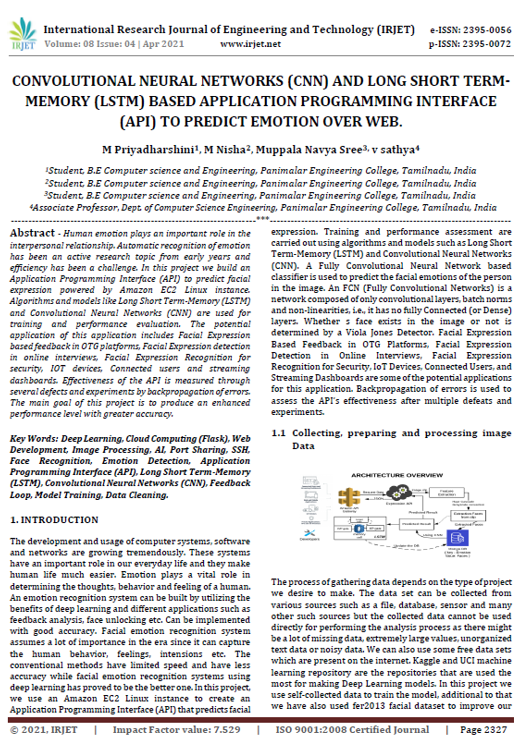 International Research Journal of Engineering and Technology (IRJET)
e-ISSN: 2395-0056
IRJET
Volume: 08 Issue: 04 | Apr 2021
www.irjet.net
p-ISSN: 2395-0072
CONVOLUTIONAL NEURAL NETWORKS (CNN) AND LONG SHORT TERM-
MEMORY (LSTM) BASED APPLICATION PROGRAMMING INTERFACE
(API) TO PREDICT EMOTION OVER WEB.
M Priyadharshini¹, M Nisha², Muppala Navya Sree³, v sathya⁴
¹Student, B.E Computer science and Engineering, Panimalar Engineering College, Tamilnadu, India
²Student, B.E Computer science and Engineering, Panimalar Engineering College, Tamilnadu, India
³Student, B.E Computer science and Engineering, Panimalar Engineering College, Tamilnadu, India
⁴Associate Professor, Dept. of Computer Science Engineering, Panimalar Engineering College, Tamilnadu, India
---------------------------------------------------------------------***---------------------------------------------------------------------
Abstract - Human emotion plays an important role in the
interpersonal relationship. Automatic recognition of emotion
has been an active research topic from early years and
efficiency has been a challenge. In this project we build an
Application Programming Interface (API) to predict facial
expression powered by Amazon EC2 Linux instance.
Algorithms and models like Long Short Term-Memory (LSTM)
and Convolutional Neural Networks (CNN) are used for
training and performance evaluation. The potential
application of this application includes Facial Expression
based feedback in OTG platforms, Facial Expression detection
in online interviews, Facial Expression Recognition for
security, IOT devices, Connected users and streaming
dashboards. Effectiveness of the API is measured through
several defects and experiments by backpropagation of errors.
The main goal of this project is to produce an enhanced
performance level with greater accuracy.
Key Words: Deep Learning, Cloud Computing (Flask), Web
Development, Image Processing, AI, Port Sharing, SSH,
Face Recognition, Emotion Detection, Application
Programming Interface (API), Long Short Term-Memory
(LSTM), Convolutional Neural Networks (CNN), Feedback
Loop, Model Training, Data Cleaning.
1. INTRODUCTION
The development and usage of computer systems, software
and networks are growing tremendously. These systems
have an important role in our everyday life and they make
human life much easier. Emotion plays a vital role in
determining the thoughts, behavior and feeling of a human.
An emotion recognition system can be built by utilizing the
benefits of deep learning and different applications such as
feedback analysis, face unlocking etc. Can be implemented
with good accuracy. Facial emotion recognition system
assumes a lot of importance in the era since it can capture
the human behavior, feelings, intensions etc. The
conventional methods have limited speed and have less
accuracy while facial emotion recognition systems using
deep learning has proved to be the better one. In this project,
we use an Amazon EC2 Linux instance to create an
Application Programming Interface (API) that predicts facial
expression. Training and performance assessment are
carried out using algorithms and models such as Long Short
Term-Memory (LSTM) and Convolutional Neural Networks
(CNN). A Fully Convolutional Neural Network based
classifier is used to predict the facial emotions of the person
in the image. An FCN (Fully Convolutional Networks) is a
network composed of only convolutional layers, batch norms
and non-linearities, i.e., it has no fully Connected (or Dense)
layers. Whether s face exists in the image or not is
determined by a Viola Jones Detector. Facial Expression
Based Feedback in OTG Platforms, Facial Expression
Detection in Online Interviews, Facial Expression
Recognition for Security, IoT Devices, Connected Users, and
Streaming Dashboards are some of the potential applications
for this application. Backpropagation of errors is used to
assess the API's effectiveness after multiple defeats and
experiments.
1.1 Collecting, preparing and processing image
Data
ARCHITECTURE OVERVIEW
Predicted Result
Developers
LSTM
The process of gathering data depends on the type of project
we desire to make. The data set can be collected from
various sources such as a file, database, sensor and many
other such sources but the collected data cannot be used
directly for performing the analysis process as there might
be a lot of missing data, extremely large values, unorganized
text data or noisy data. We can also use some free data sets
which are present on the internet. Kaggle and UCI machine
learning repository are the repositories that are used the
most for making Deep Learning models. In this project we
use self-collected data to train the model, additional to that
we have also used fer2013 facial dataset to improve our
© 2021, IRJET | Impact Factor value: 7.529 | ISO 9001:2008 Certified Journal | Page 2327